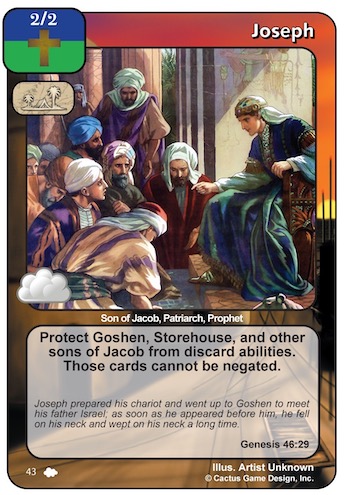 2/2
Joseph
Son of Jacob, Patriarch, Prophet
Protect Goshen, Storehouse, and other
sons of Jacob from discard abilities.
Those cards cannot be negated.
Joseph prepared his chariot and went up to Goshen to meet
his father Israel; as soon as he appeared before him, he fell
on his neck and wept on his neck a long time.
Genesis 46:29
Illus. Artist Unknown
43
© Cactus Game Design, Inc.